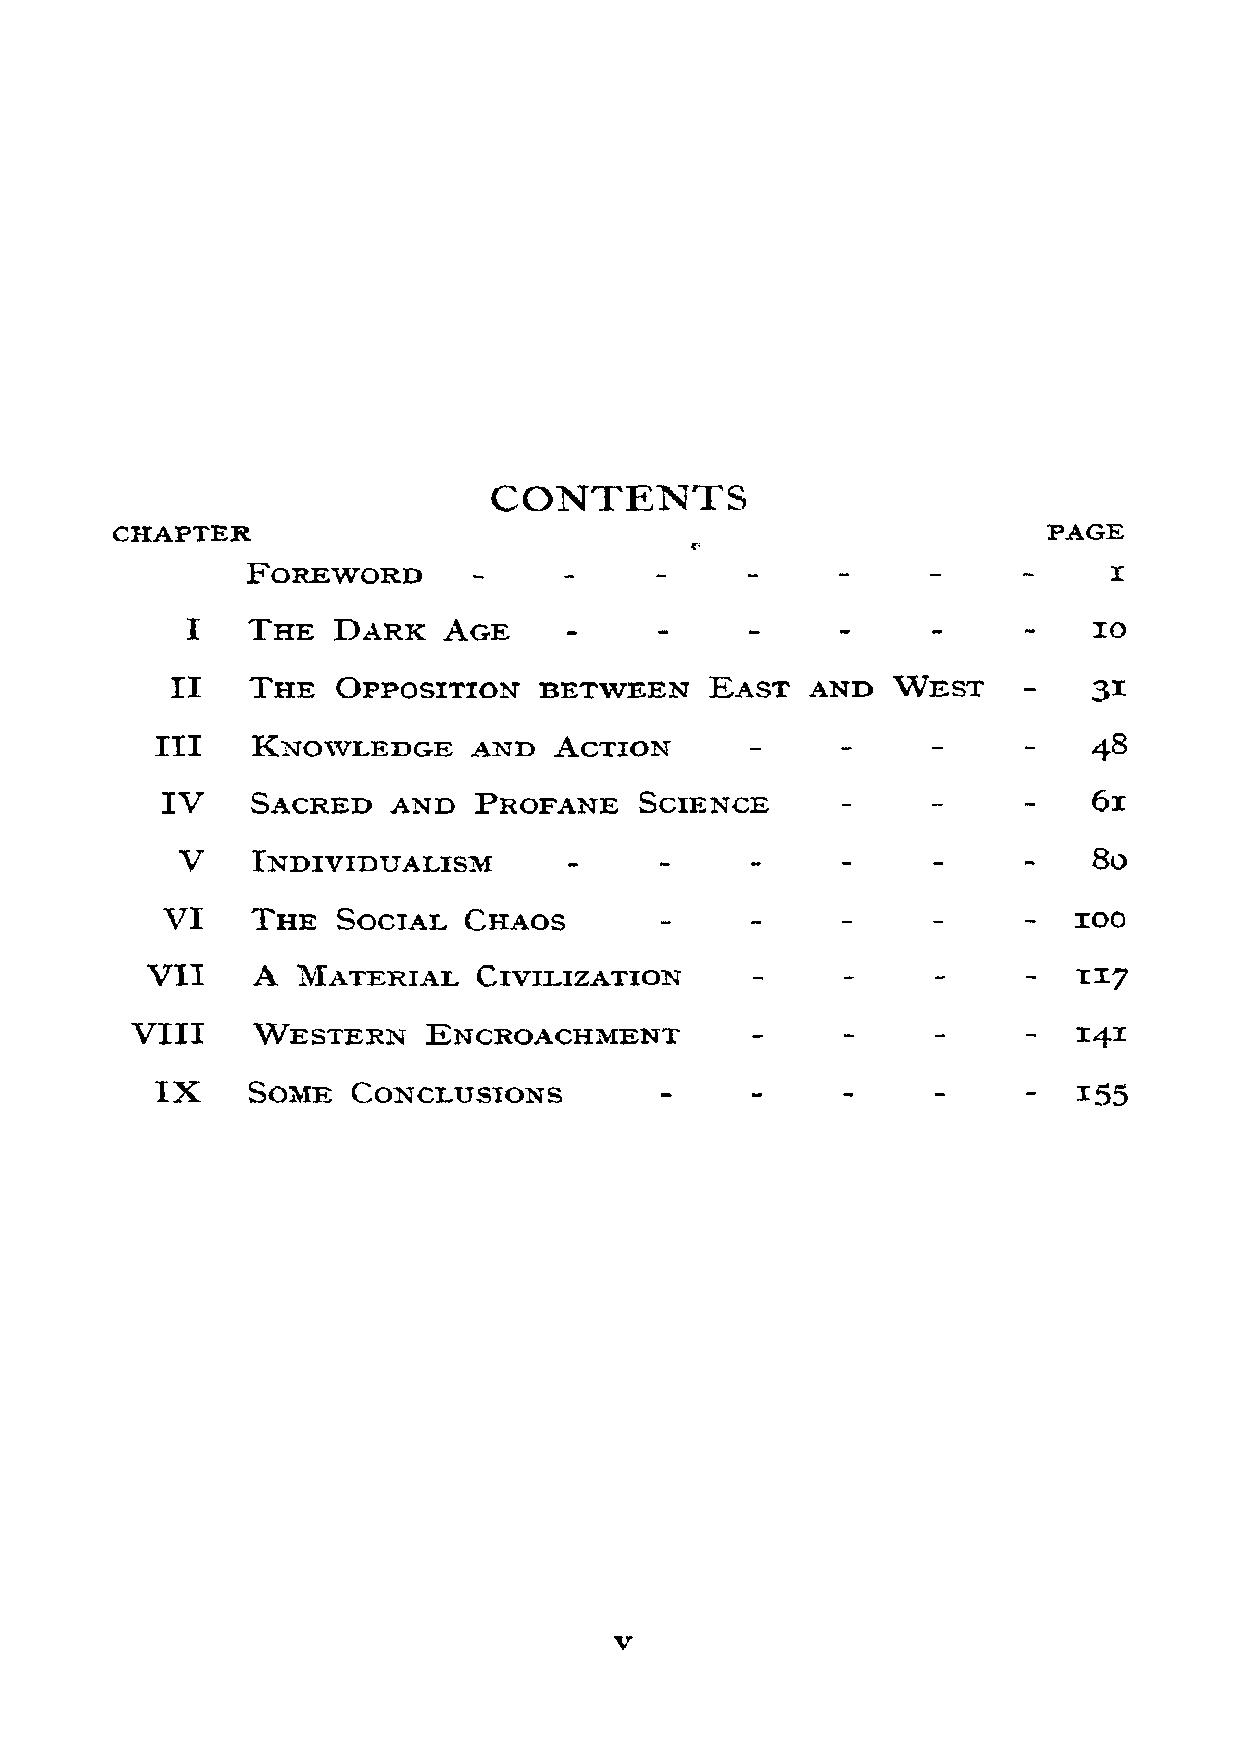 CONTENTS
CHAPTER PAGE
FOREWORD - - - - - - - 1
I THE DARK AGE - - - - - - 10
II THE OPPOSITION BETWEEN EAST AND WEST - 31
III KNOWLEDGE AND ACTION - - - - 48
IV SACRED AND PROFANE SCIENCE - - - 61
V INDIVIDUALISM - - - - - - 80
VI THE SOCIAL CHAOS - - - - - 100
VII A MATERIAL CIVILIZATION - - - - 117
VIII WESTERN ENCROACHMENT - - - - 141
IX SOME CONCLUSIONS - - - - - 155
v